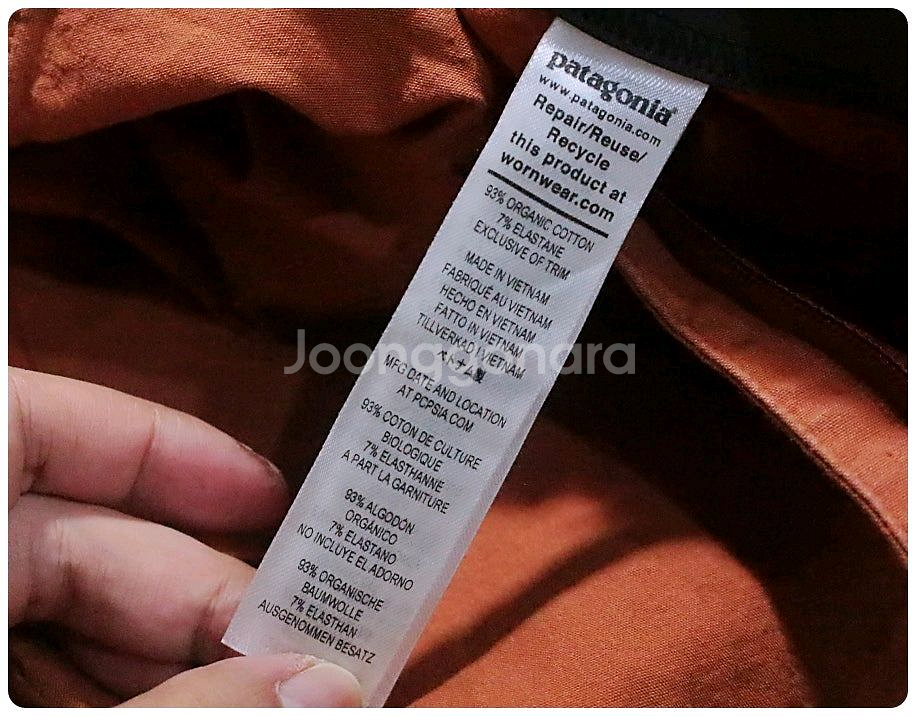 patagonia®
www.patagonia.com
Repair/Reuse/
Recycle
this product at
wornwear.com
93% ORGANIC COTTON
7% ELASTANE
EXCLUSIVE OF TRIM
MADE IN VIETNAM
FABRIQUÉ AU VIETNAM
HECHO EN VIETNAM
FATTO IN VIETNAM
TILLVERKAD I VIETNAM
MFG DATE AND LOCATION
AT PCPSIA.COM
93% COTON DE CULTURE
BIOLOGIQUE
7% ELASTHANNE
A PART LA GARNITURE
93% ALGODÓN
ORGÁNICO
7% ELASTANO
NO INCLUYE EL ADORNO
93% ORGANISCHE
BAUMWOLLE
7% ELASTHAN
AUSGENOMMEN BESATZ
Joonggonara